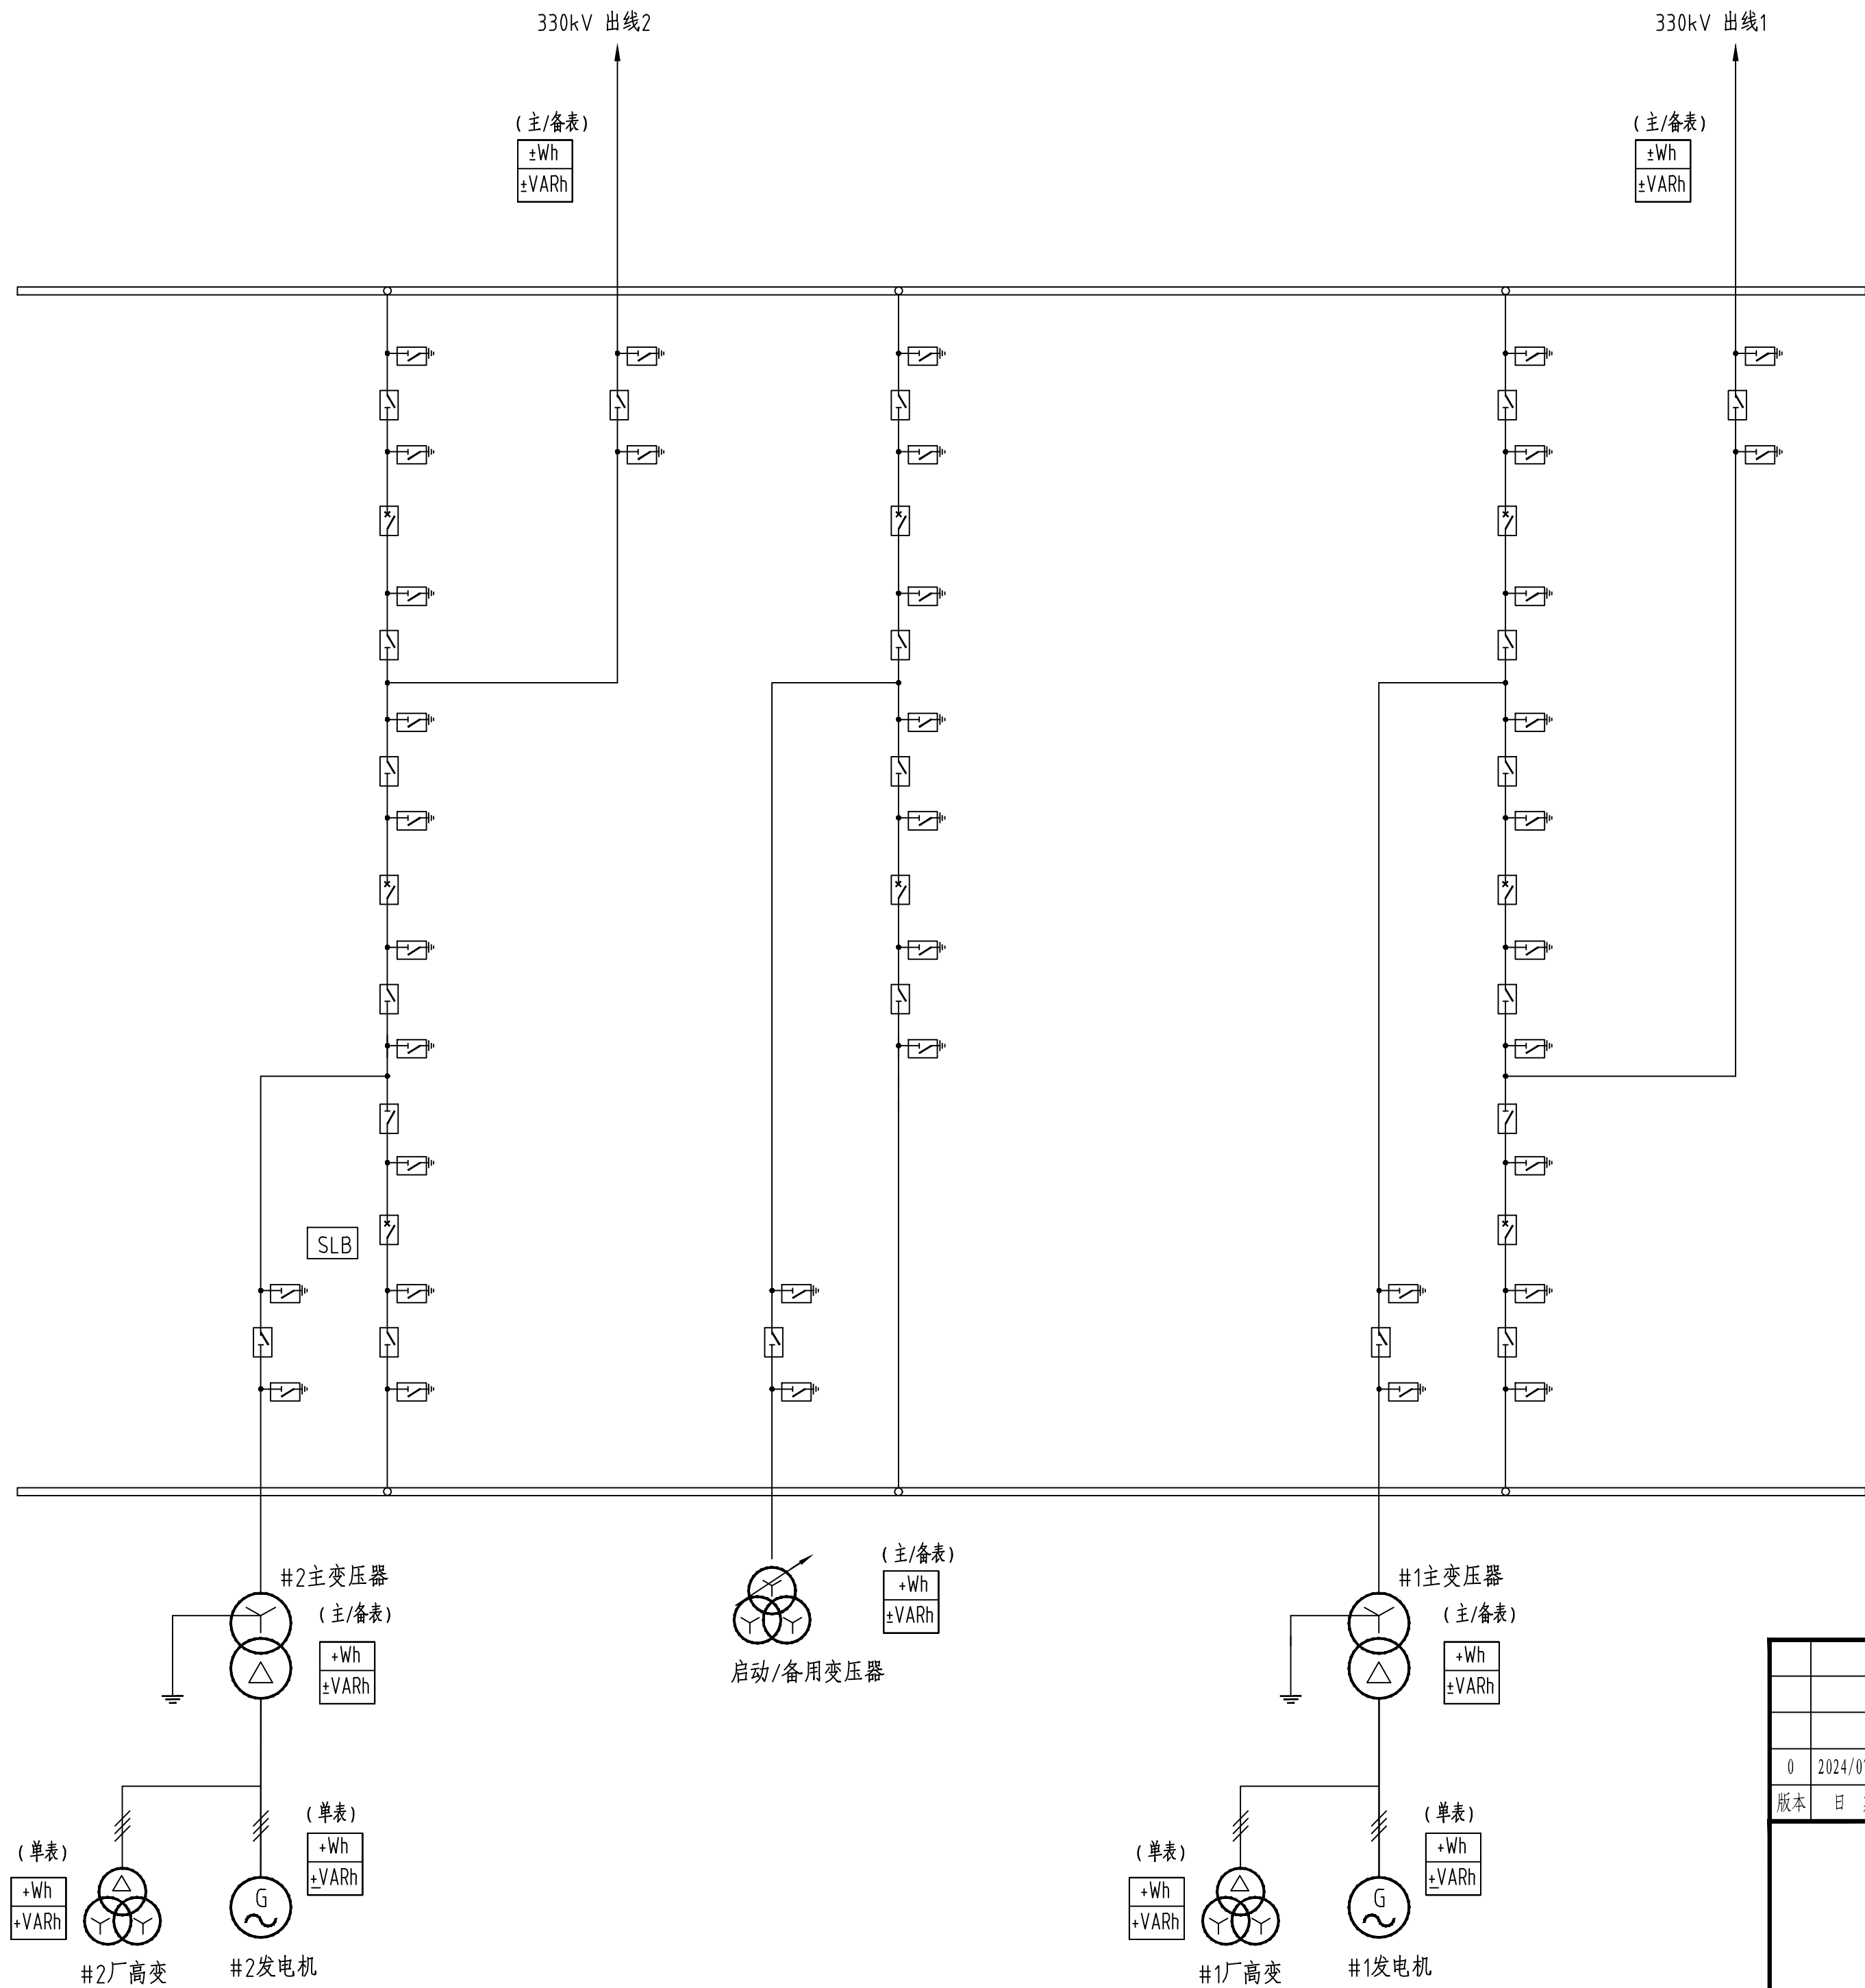 330kV 出线2
330kV 出线1
(主/备表)
±Wh
±VARh
(主/备表)
±Wh
±VARh
SLB
#2主变压器
(主/备表)
+Wh
±VARh
(主/备表)
+Wh
±VARh
启动/备用变压器
#1主变压器
(主/备表)
+Wh
±VARh
0
2024/0
版本
日
(单表)
+Wh
±VARh
(单表)
+Wh
+VARh
G
#2厂高变
#2发电机
(单表)
+Wh
±VARh
(单表)
+Wh
+VARh
G
#1厂高变
#1发电机